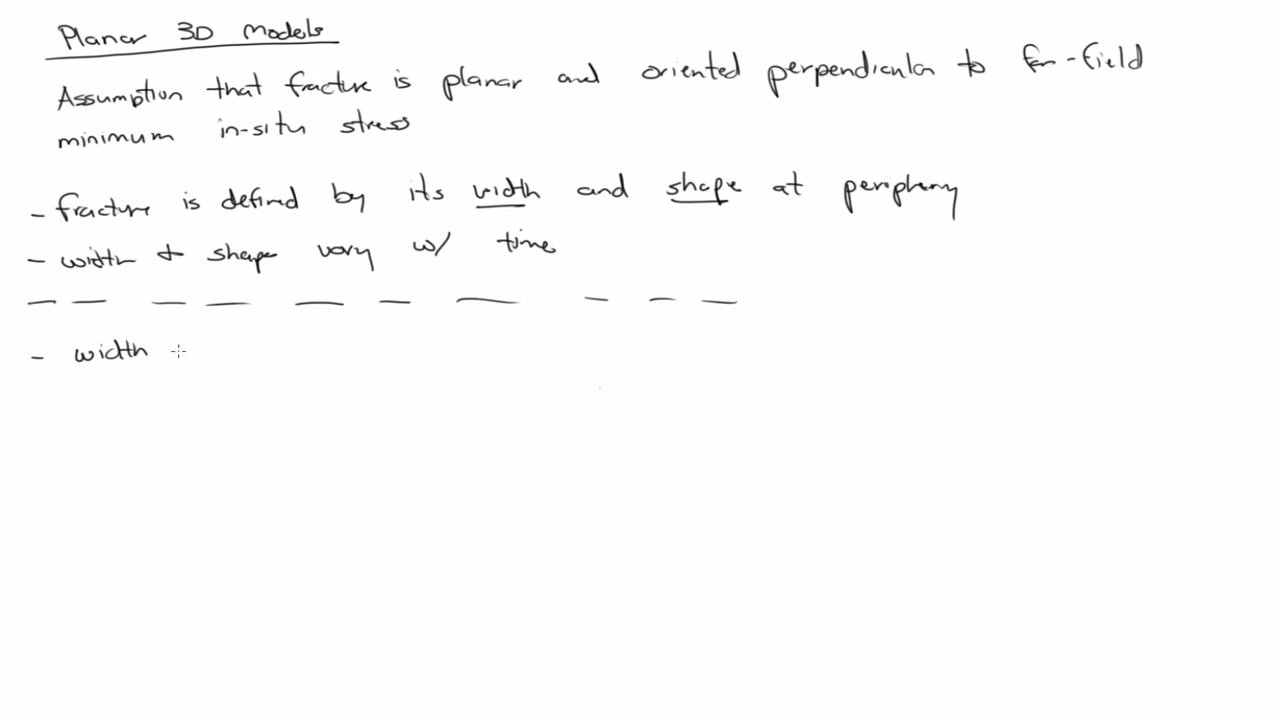 Planar 3D Models
Assumption that fracture is planar and oriented perpendicular to far-field
minimum in-situ stress
- fracture is defined by its width and shape at periphery
- width & shape vary w/ time
- width